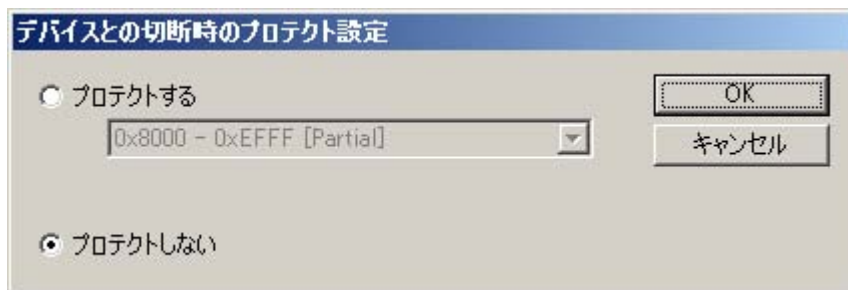 デバイスとの切断時のプロテクト設定
プロテクトする
OK
0x8000 - 0xEFFF [Partial]
キャンセル
プロテクトしない